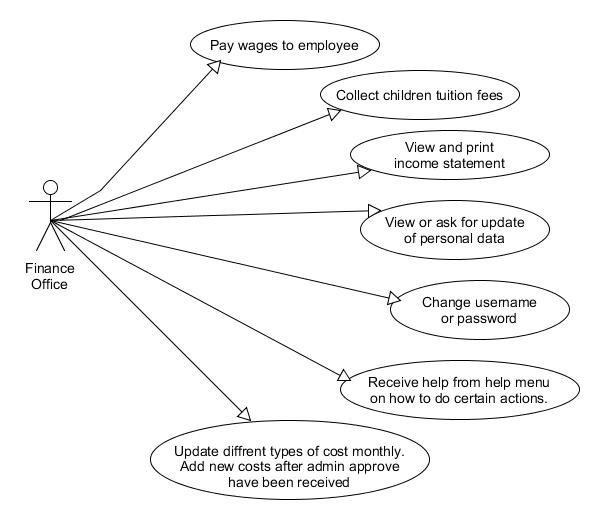 Pay wages to employee
Collect children tuition fees
View and print
income statement
View or ask for update
of personal data
Finance
Office
Change username
or password
Receive help from help menu
on how to do certain actions.
Update diffrent types of cost monthly.
Add new costs after admin approve
have been received